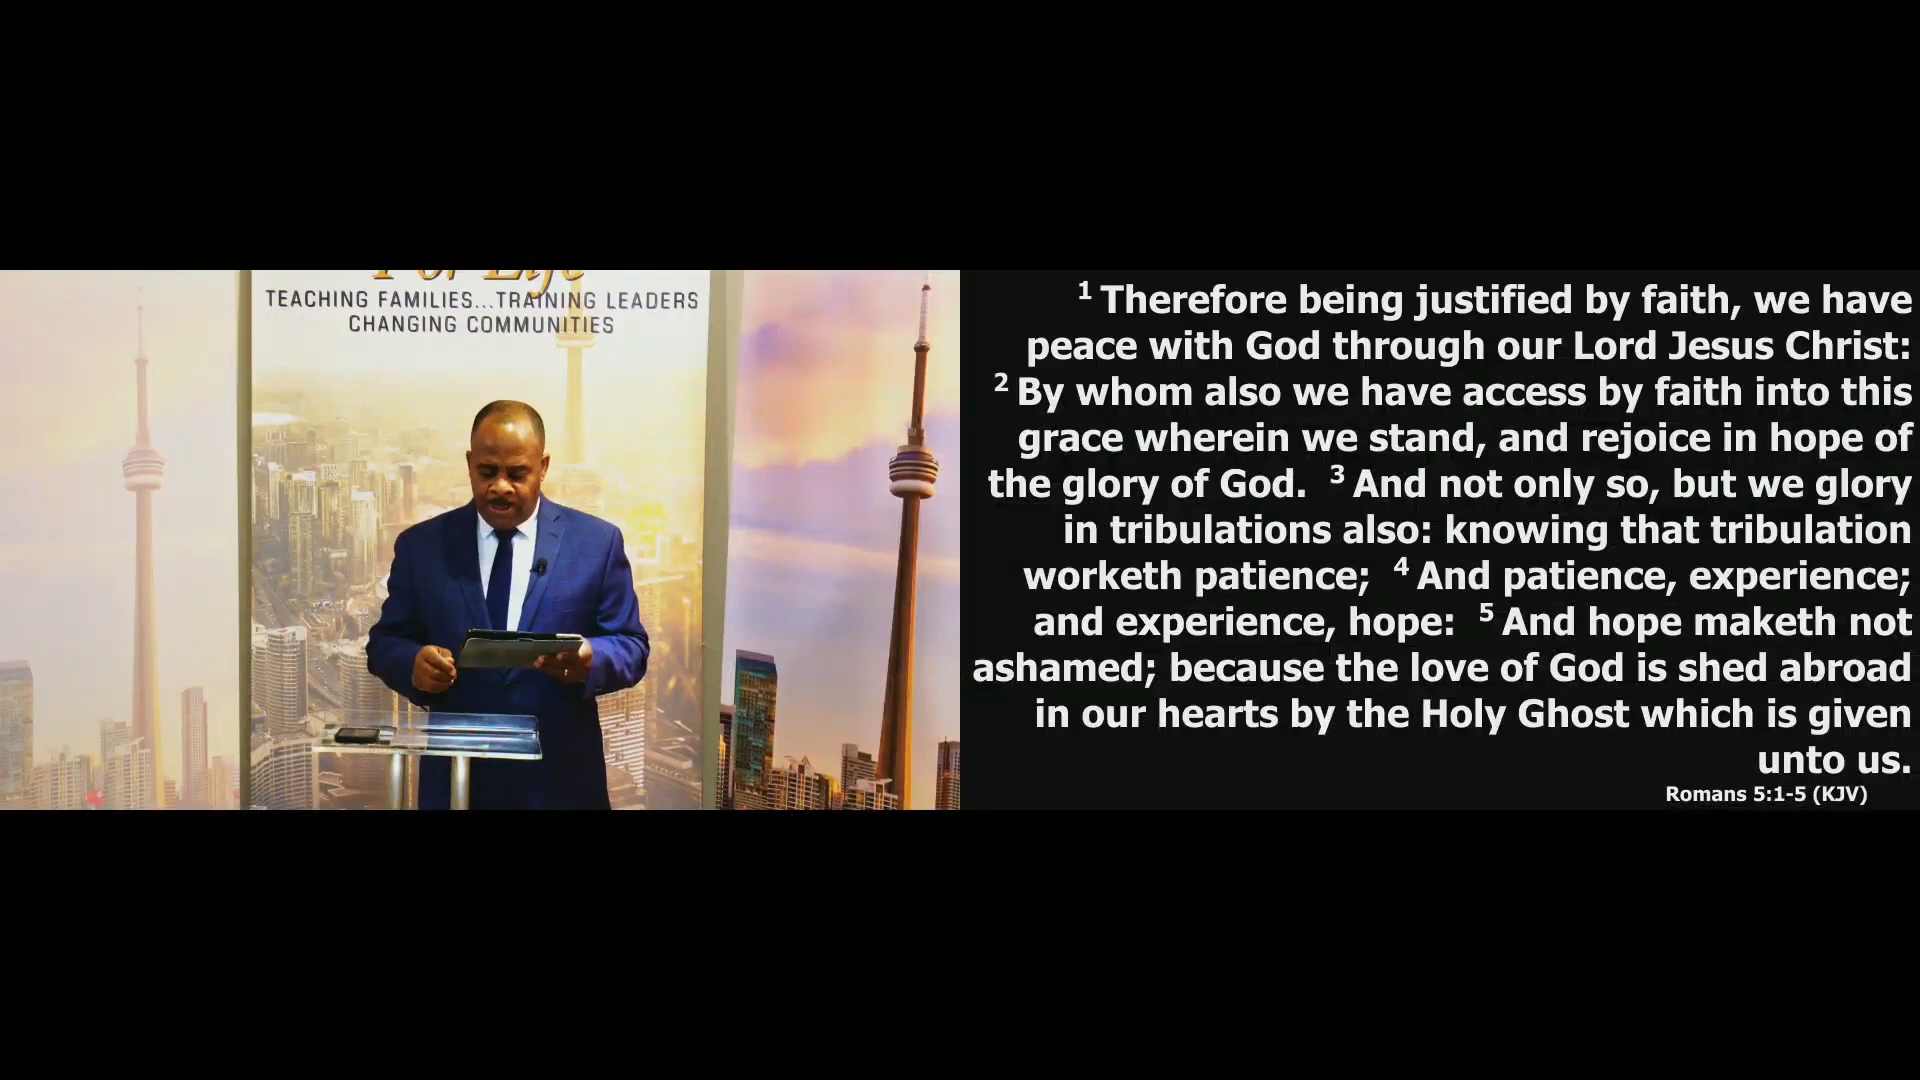 For Life
TEACHING FAMILIES...TRAINING LEADERS
CHANGING COMMUNITIES
1 Therefore being justified by faith, we have
peace with God through our Lord Jesus Christ:
2 By whom also we have access by faith into this
grace wherein we stand, and rejoice in hope of
the glory of God. 3 And not only so, but we glory
in tribulations also: knowing that tribulation
worketh patience; 4 And patience, experience;
and experience, hope: 5 And hope maketh not
ashamed; because the love of God is shed abroad
in our hearts by the Holy Ghost which is given
unto us.
Romans 5:1-5 (KJV)